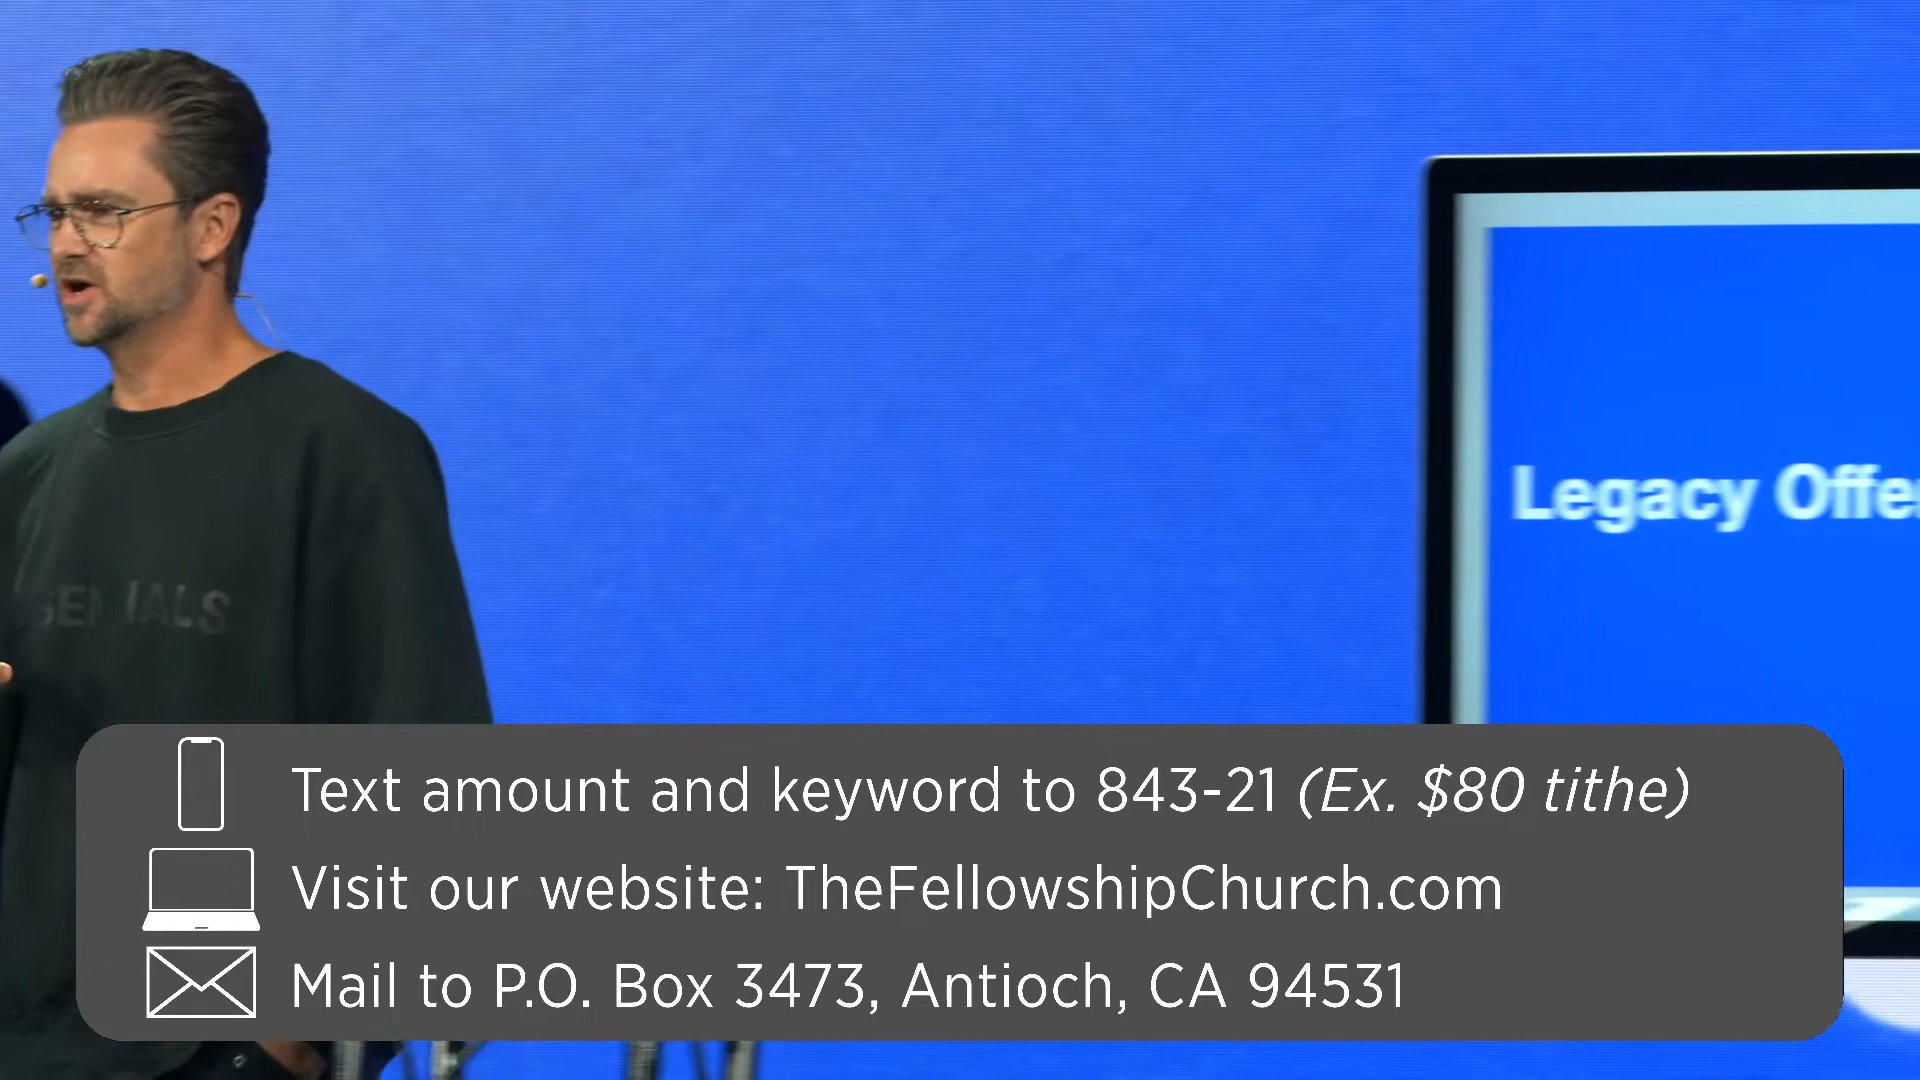 Legacy
Text amount and keyword to 843-21 (Ex. $80 tithe)
Visit our website: TheFellowshipChurch.com
Mail to P.O. Box 3473, Antioch, CA 94531